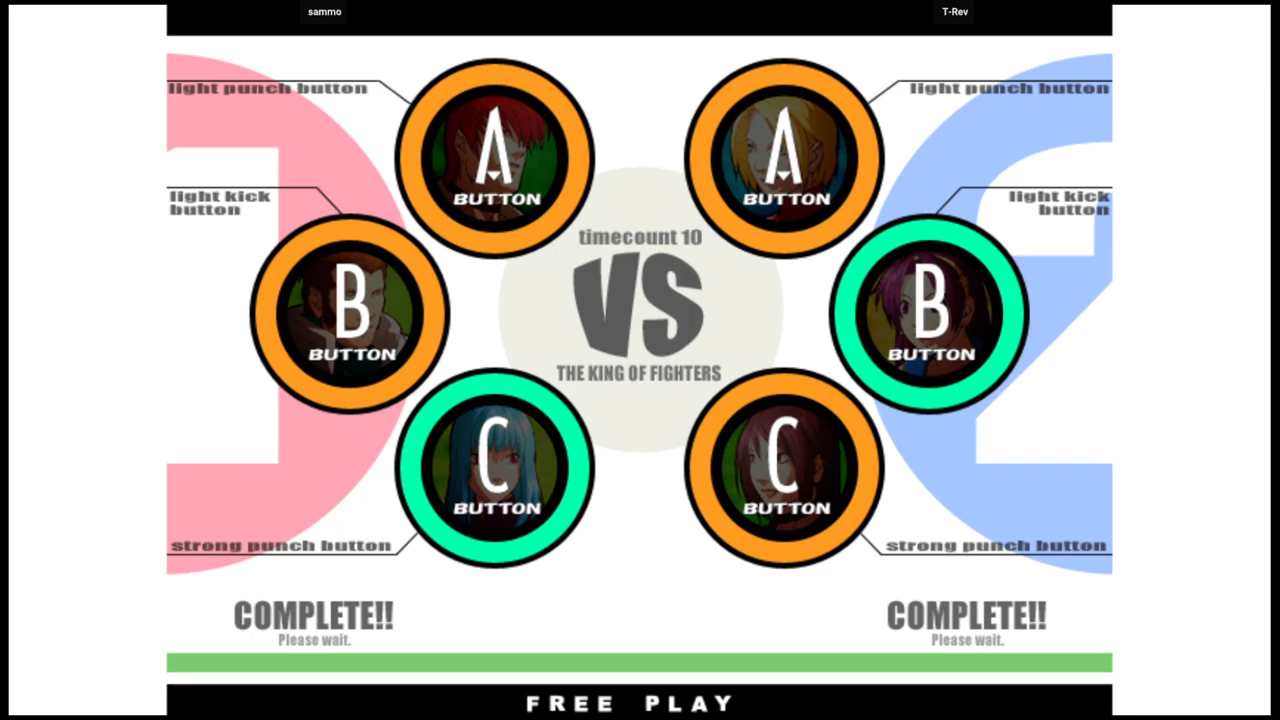 sammo
T-Rev
light punch button
A
BUTTON
A
BUTTON
light punch button
light kick
button
B
BUTTON
timecount 10
VS
THE KING OF FIGHTERS
B
BUTTON
light kick
button
C
BUTTON
C
BUTTON
strong punch button
strong punch button
COMPLETE!!
Please wait.
COMPLETE!!
Please wait.
FREE PLAY
1
2